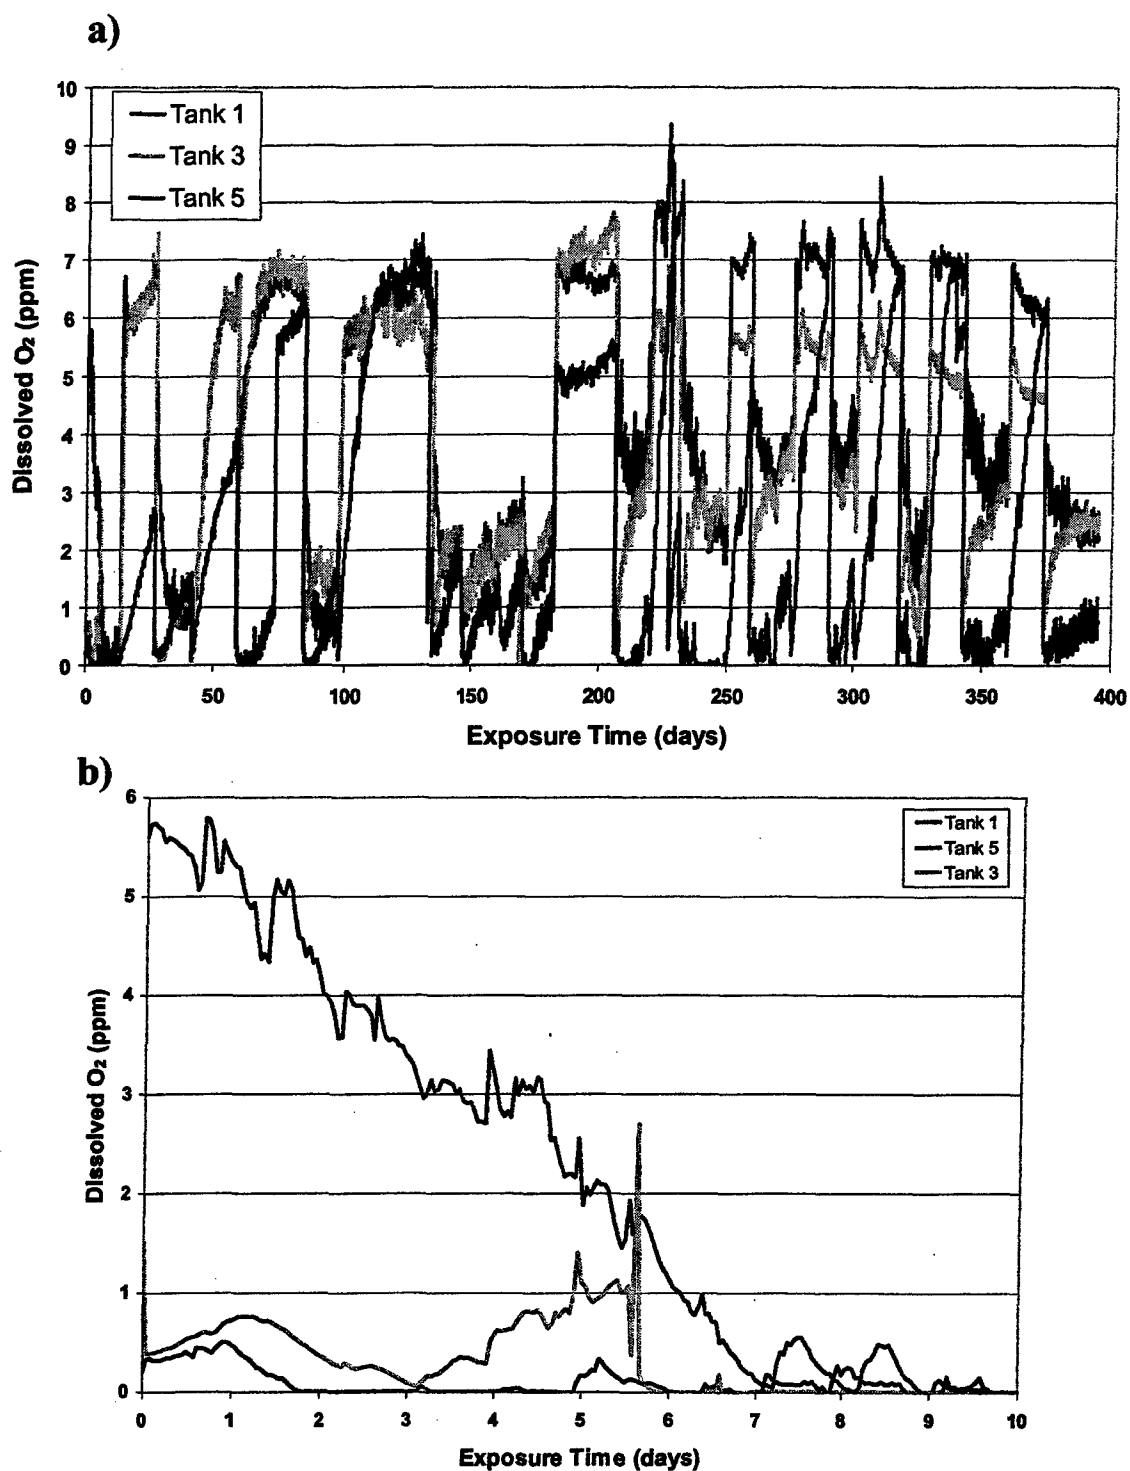 a)
10
9
8
7
6
5
4
3
2
1
0
Dissolved O₂ (ppm)
Tank 1
Tank 3
Tank 5
0 50 100 150 200 250 300 350 400
Exposure Time (days)
b)
6
5
4
3
2
1
0
Dissolved O₂ (ppm)
Tank 1
Tank 5
Tank 3
0 1 2 3 4 5 6 7 8 9 10
Exposure Time (days)